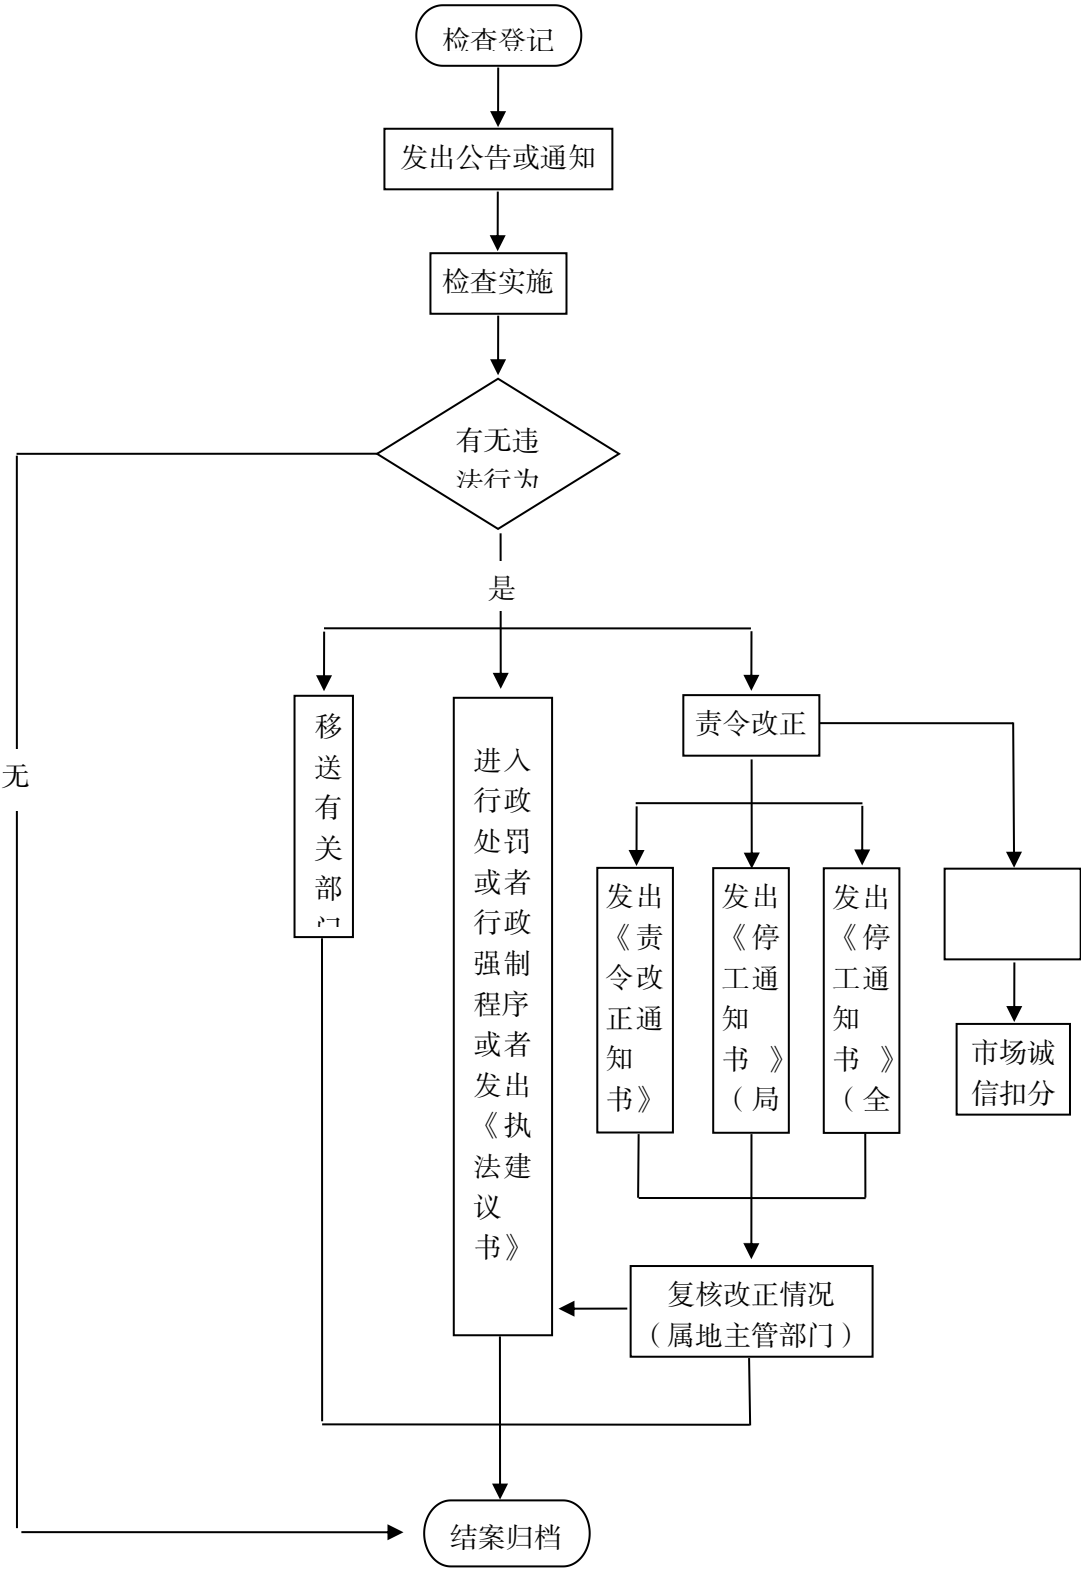 检查登记
发出公告或通知
检查实施
有无违
法行为
是
无
移
送
有
关
部
门
进入
行政
处罚
或者
行政
强制
程序
或者
发出
《执
法建
议
书》
责令改正
发出
《责
令改
正通
知
书》
发出
《停
工通
知
书》
（局
发出
《停
工通
知
书》
（全
市场诚
信扣分
复核改正情况
（属地主管部门）
结案归档